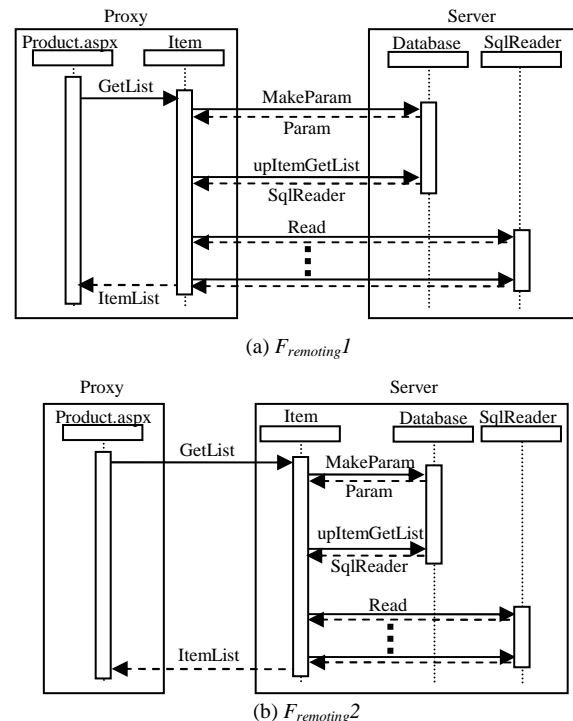 Proxy Server
Product.aspx Item Database SqlReader
GetList
MakeParam
Param
upItemGetList
SqlReader
Read
ItemList
(a) Fremoting1
Proxy Server
Product.aspx Item Database SqlReader
GetList
MakeParam
Param
upItemGetList
SqlReader
Read
ItemList
(b) Fremoting2